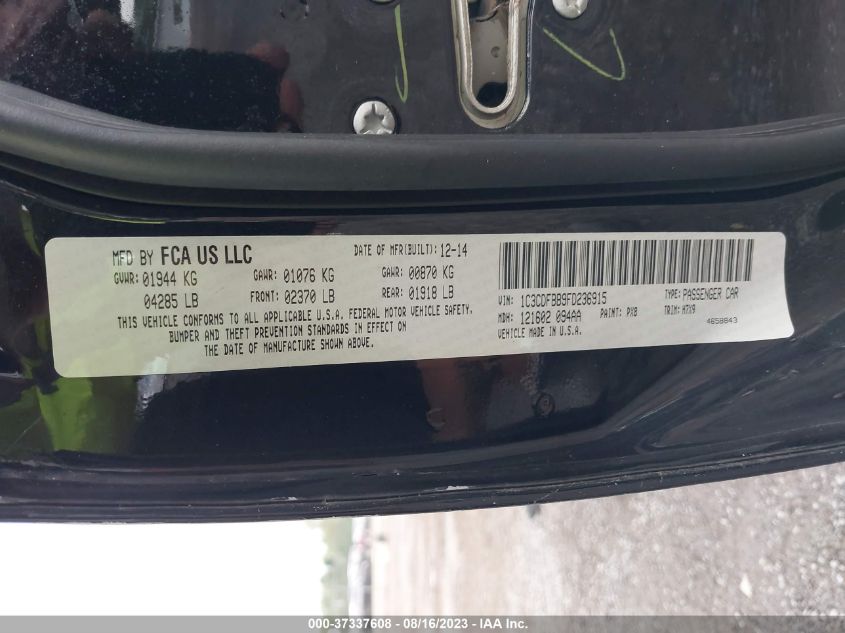 MFD BY FCA US LLC DATE OF MFR(BUILT): 12-14
GVWR: 01944 KG GAWR: 01076 KG GAWR: 00870 KG
04285 LB FRONT: 02370 LB REAR: 01918 LB
THIS VEHICLE CONFORMS TO ALL APPLICABLE U.S.A. FEDERAL MOTOR VEHICLE SAFETY,
BUMPER AND THEFT PREVENTION STANDARDS IN EFFECT ON
THE DATE OF MANUFACTURE SHOWN ABOVE.
VIN: 1C3CDFBB9FD236915 TYPE: PASSENGER CAR
MDH: 121602 094AA PAINT: PX8 TRIM: H7X9
VEHICLE MADE IN U.S.A. 4658843
000-37337608 - 08/16/2023 - IAA Inc.